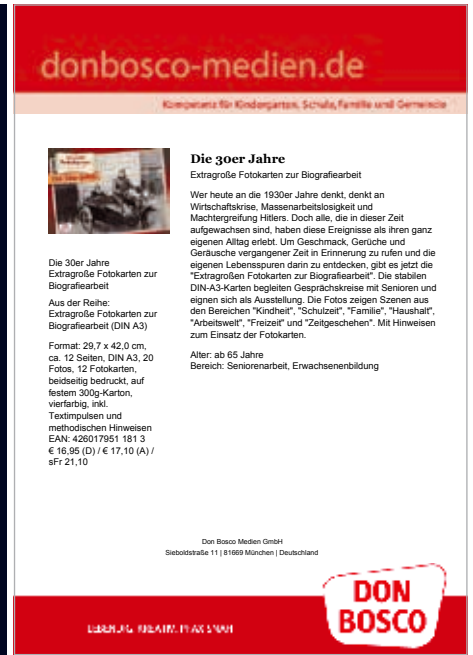 donbosco-medien.de
Kompetenz für Kindergarten, Schule, Familie und Gemeinde
Die 30er Jahre
Extragroße Fotokarten zur Biografiearbeit
Wer heute an die 1930er Jahre denkt, denkt an
Wirtschaftskrise, Massenarbeitslosigkeit und
Machtergreifung Hitlers. Doch alle, die in dieser Zeit
aufgewachsen sind, haben diese Ereignisse als ihren ganz
eigenen Alltag erlebt. Um Geschmack, Gerüche und
Geräusche vergangener Zeit in Erinnerung zu rufen und die
eigenen Lebensspuren darin zu entdecken, gibt es jetzt die
"Extragroßen Fotokarten zur Biografiearbeit". Die stabilen
DIN-A3-Karten begleiten Gesprächskreise mit Senioren und
eignen sich als Ausstellung. Die Fotos zeigen Szenen aus
den Bereichen "Kindheit", "Schulzeit", "Familie", "Haushalt",
"Arbeitswelt", "Freizeit" und "Zeitgeschehen". Mit Hinweisen
zum Einsatz der Fotokarten.
Alter: ab 65 Jahre
Bereich: Seniorenarbeit, Erwachsenenbildung
Die 30er Jahre
Extragroße Fotokarten zur
Biografiearbeit
Aus der Reihe:
Extragroße Fotokarten zur
Biografiearbeit (DIN A3)
Format: 29,7 x 42,0 cm,
ca. 12 Seiten, DIN A3, 20
Fotos, 12 Fotokarten,
beidseitig bedruckt, auf
festem 300g-Karton,
vierfarbig, inkl.
Textimpulsen und
methodischen Hinweisen
EAN: 426017951 181 3
€ 16,95 (D) / € 17,10 (A) /
sFr 21,10
Don Bosco Medien GmbH
Sieboldstraße 11 | 81669 München | Deutschland
LEBENDIG. KREATIV. PRAXISNAH
DON
BOSCO